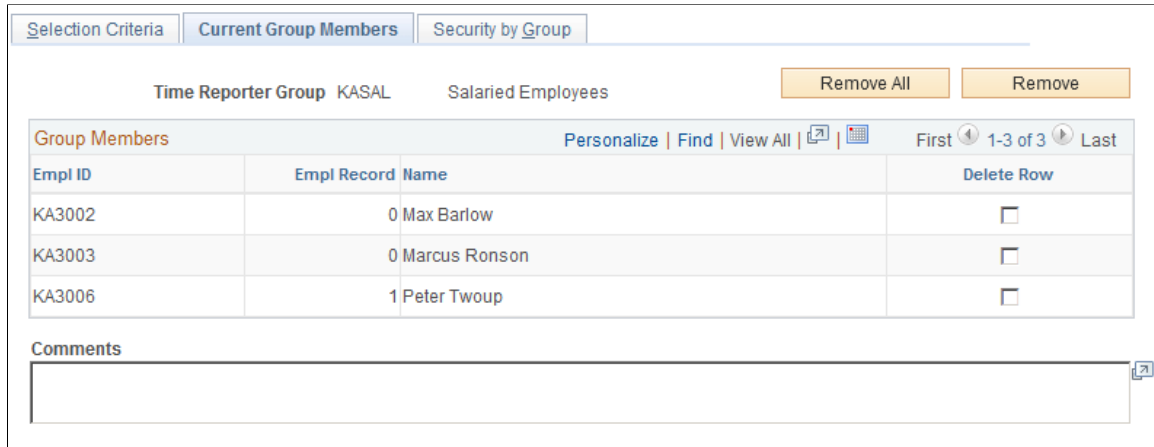 Selection Criteria Current Group Members Security by Group
Time Reporter Group KASAL Salaried Employees Remove All Remove
Group Members Personalize | Find | View All | | First 1-3 of 3 Last
Empl ID Empl Record Name Delete Row
KA3002 0 Max Barlow
KA3003 0 Marcus Ronson
KA3006 1 Peter Twoup
Comments